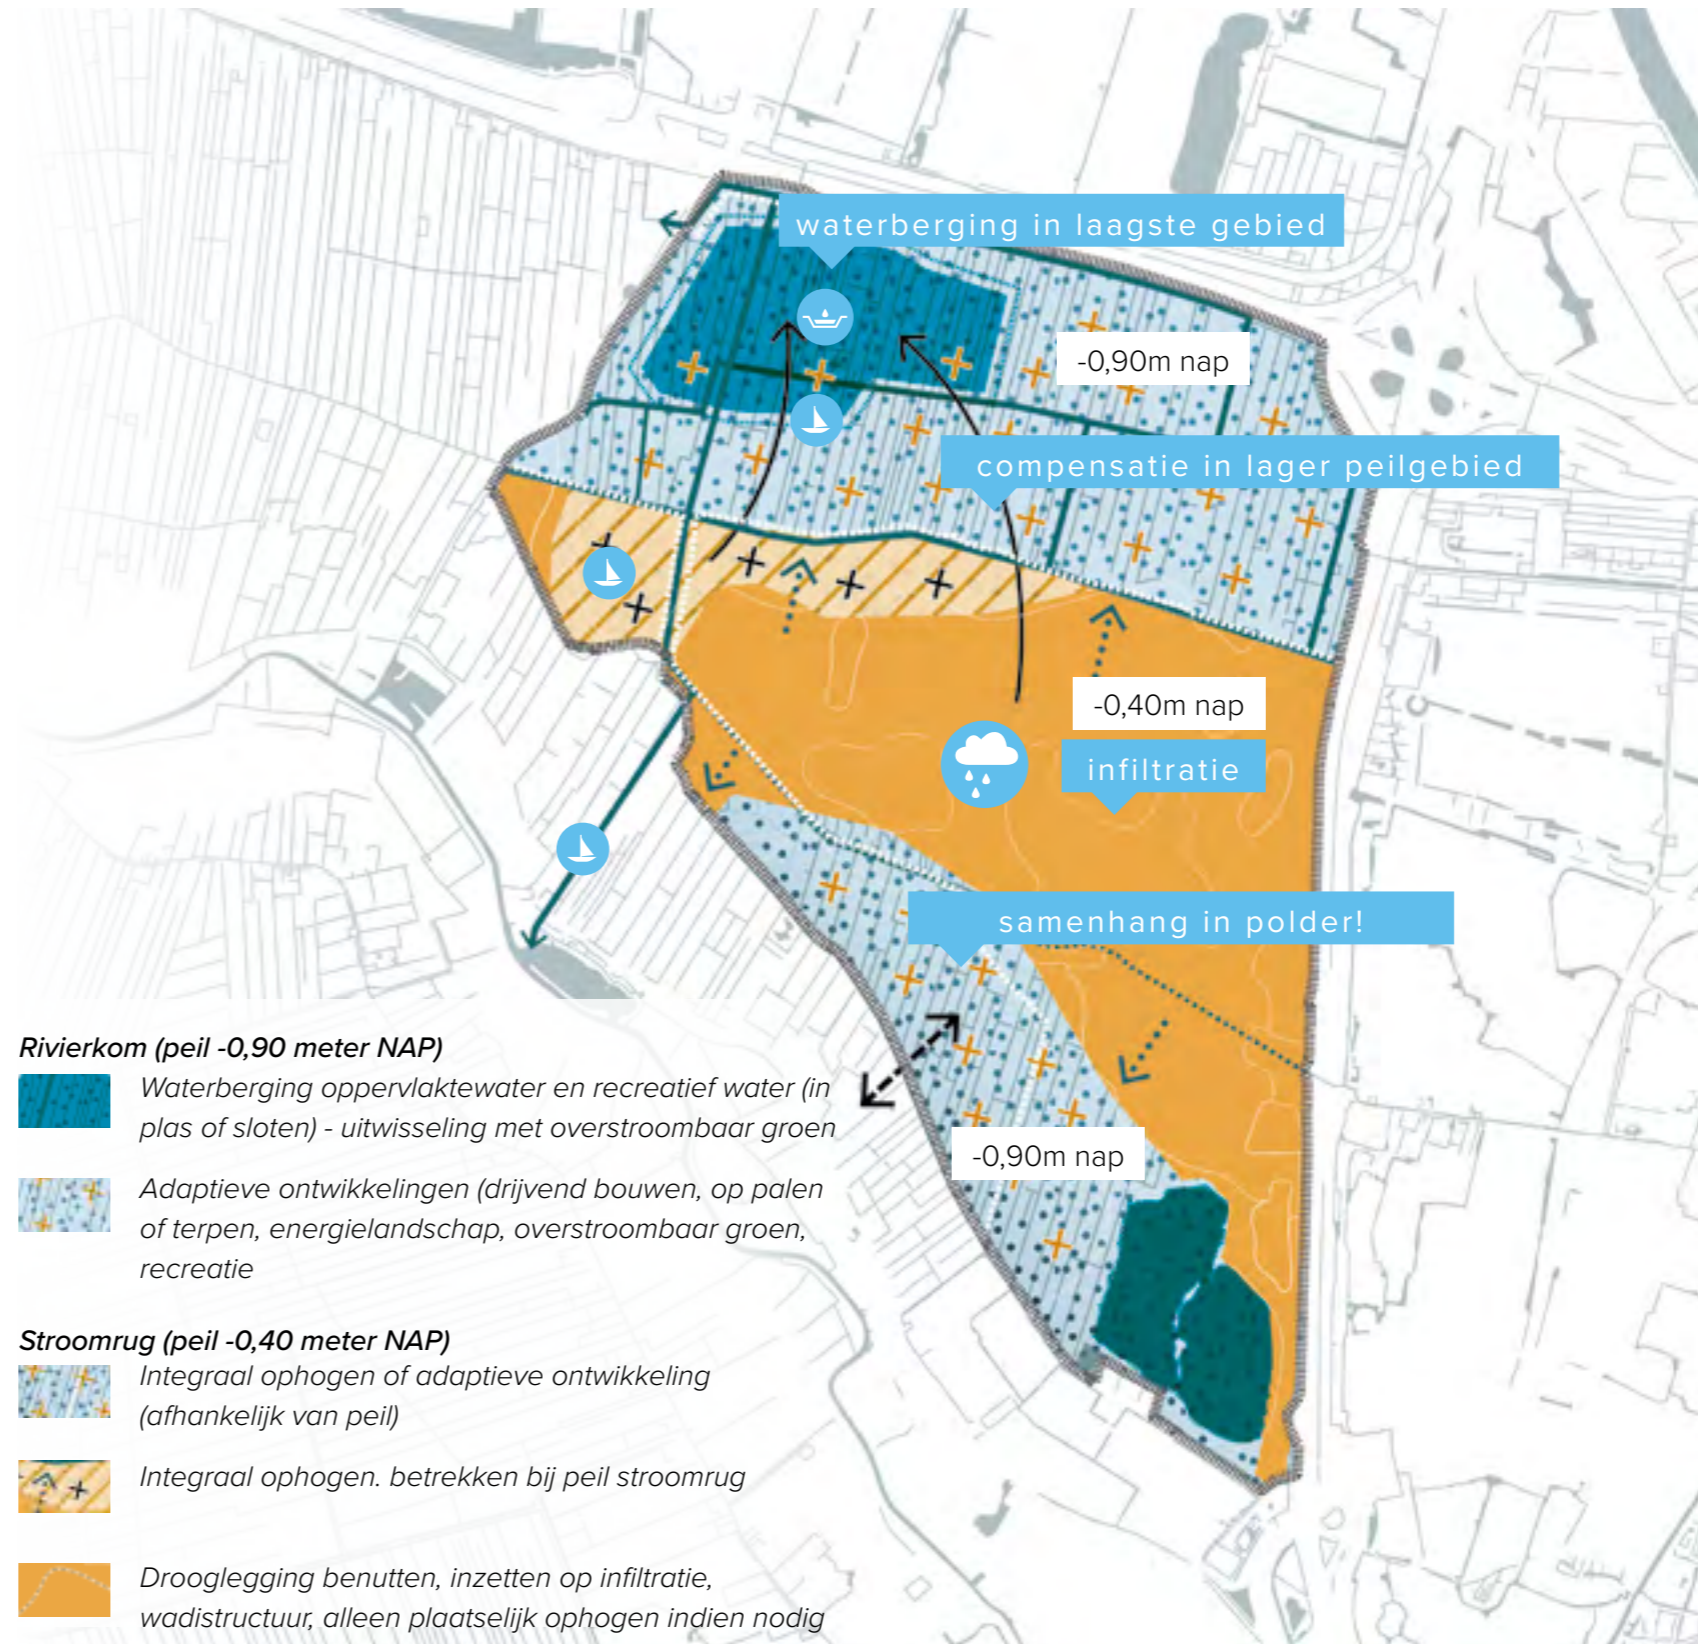 waterberging in laagste gebied
-0,90m nap
compensatie in lager peilgebied
-0,40m nap
infiltratie
samenhang in polder!
-0,90m nap
Rivierkom (peil -0,90 meter NAP)
Waterberging oppervlaktewater en recreatief water (in
plas of sloten) - uitwisseling met overstroombaar groen
Adaptieve ontwikkelingen (drijvend bouwen, op palen
of terpen, energielandschap, overstroombaar groen,
recreatie
Stroomrug (peil -0,40 meter NAP)
Integraal ophogen of adaptieve ontwikkeling
(afhankelijk van peil)
Integraal ophogen. betrekken bij peil stroomrug
Drooglegging benutten, inzetten op infiltratie,
wadistructuur, alleen plaatselijk ophogen indien nodig